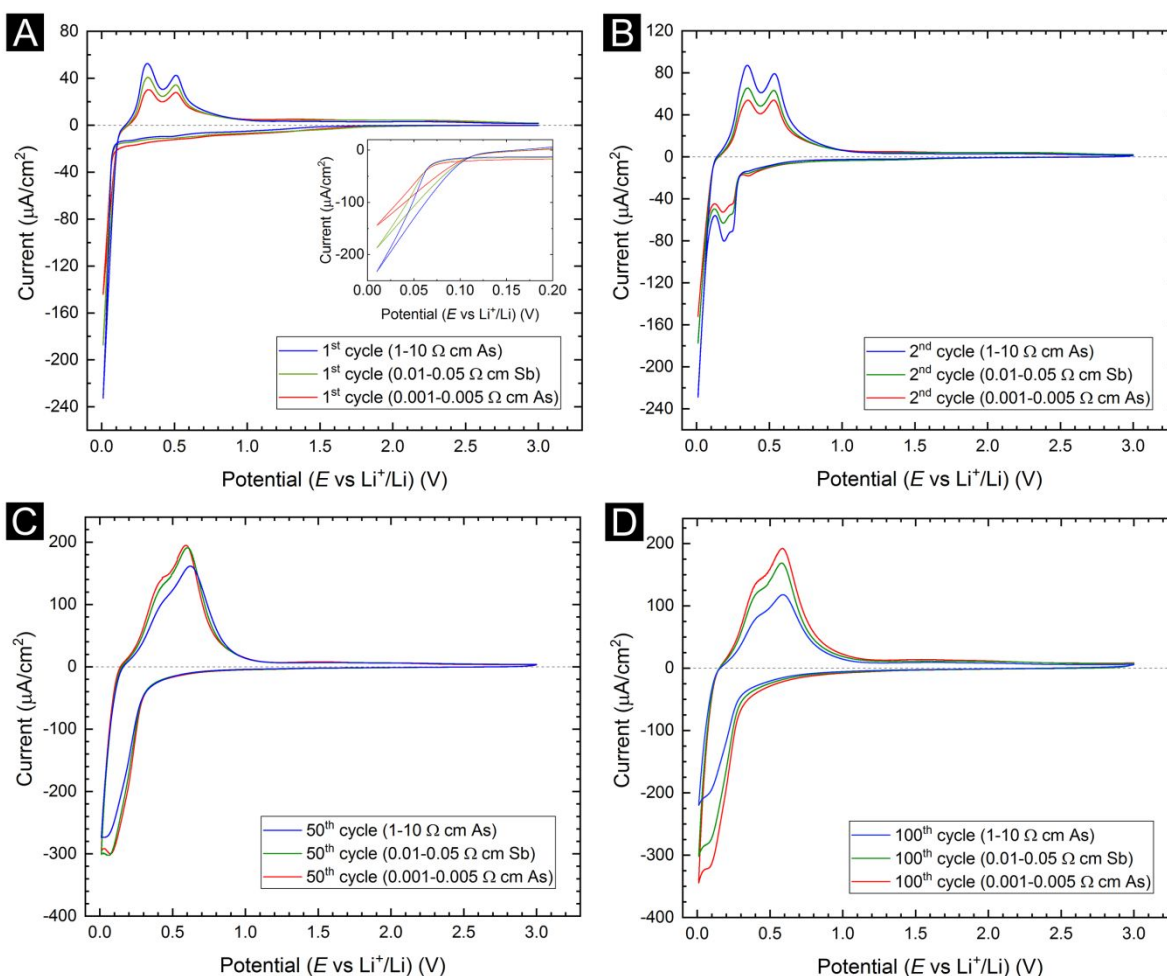 A
80
40
0
-40
-80
-120
-160
-200
-240
Current (µA/cm²)
0.0 0.5 1.0 1.5 2.0 2.5 3.0
Potential (E vs Li⁺/Li) (V)
0
-100
-200
Current (µA/cm²)
0.00 0.05 0.10 0.15 0.20
Potential (E vs Li⁺/Li) (V)
1ˢᵗ cycle (1-10 Ω cm As)
1ˢᵗ cycle (0.01-0.05 Ω cm Sb)
1ˢᵗ cycle (0.001-0.005 Ω cm As)
B
120
80
40
0
-40
-80
-120
-160
-200
-240
Current (µA/cm²)
0.0 0.5 1.0 1.5 2.0 2.5 3.0
Potential (E vs Li⁺/Li) (V)
2ⁿᵈ cycle (1-10 Ω cm As)
2ⁿᵈ cycle (0.01-0.05 Ω cm Sb)
2ⁿᵈ cycle (0.001-0.005 Ω cm As)
C
200
100
0
-100
-200
-300
-400
Current (µA/cm²)
0.0 0.5 1.0 1.5 2.0 2.5 3.0
Potential (E vs Li⁺/Li) (V)
50ᵗʰ cycle (1-10 Ω cm As)
50ᵗʰ cycle (0.01-0.05 Ω cm Sb)
50ᵗʰ cycle (0.001-0.005 Ω cm As)
D
200
100
0
-100
-200
-300
-400
Current (µA/cm²)
0.0 0.5 1.0 1.5 2.0 2.5 3.0
Potential (E vs Li⁺/Li) (V)
100ᵗʰ cycle (1-10 Ω cm As)
100ᵗʰ cycle (0.01-0.05 Ω cm Sb)
100ᵗʰ cycle (0.001-0.005 Ω cm As)